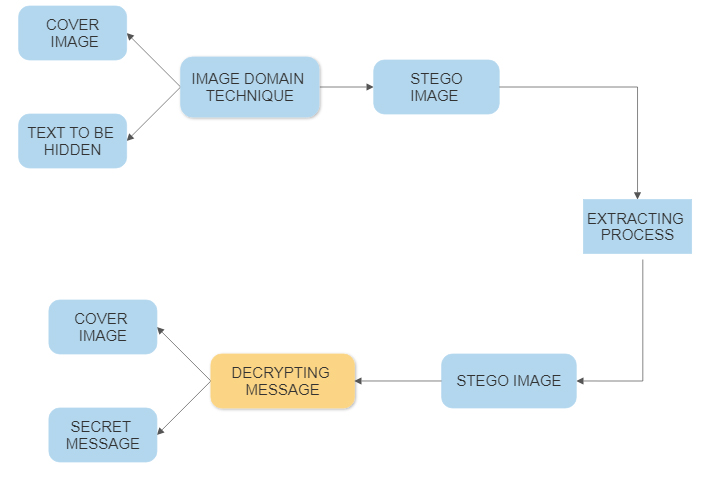 COVER
IMAGE
IMAGE DOMAIN
TECHNIQUE
STEGO
IMAGE
TEXT TO BE
HIDDEN
EXTRACTING
PROCESS
COVER
IMAGE
DECRYPTING
MESSAGE
STEGO IMAGE
SECRET
MESSAGE